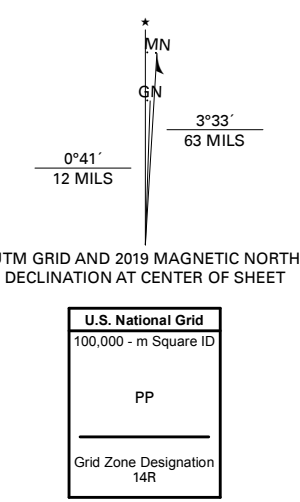 ★
MN
GN
3°33´
63 MILS
0°41´
12 MILS
UTM GRID AND 2019 MAGNETIC NORTH
DECLINATION AT CENTER OF SHEET
U.S. National Grid
100,000 - m Square ID
PP
Grid Zone Designation
14R